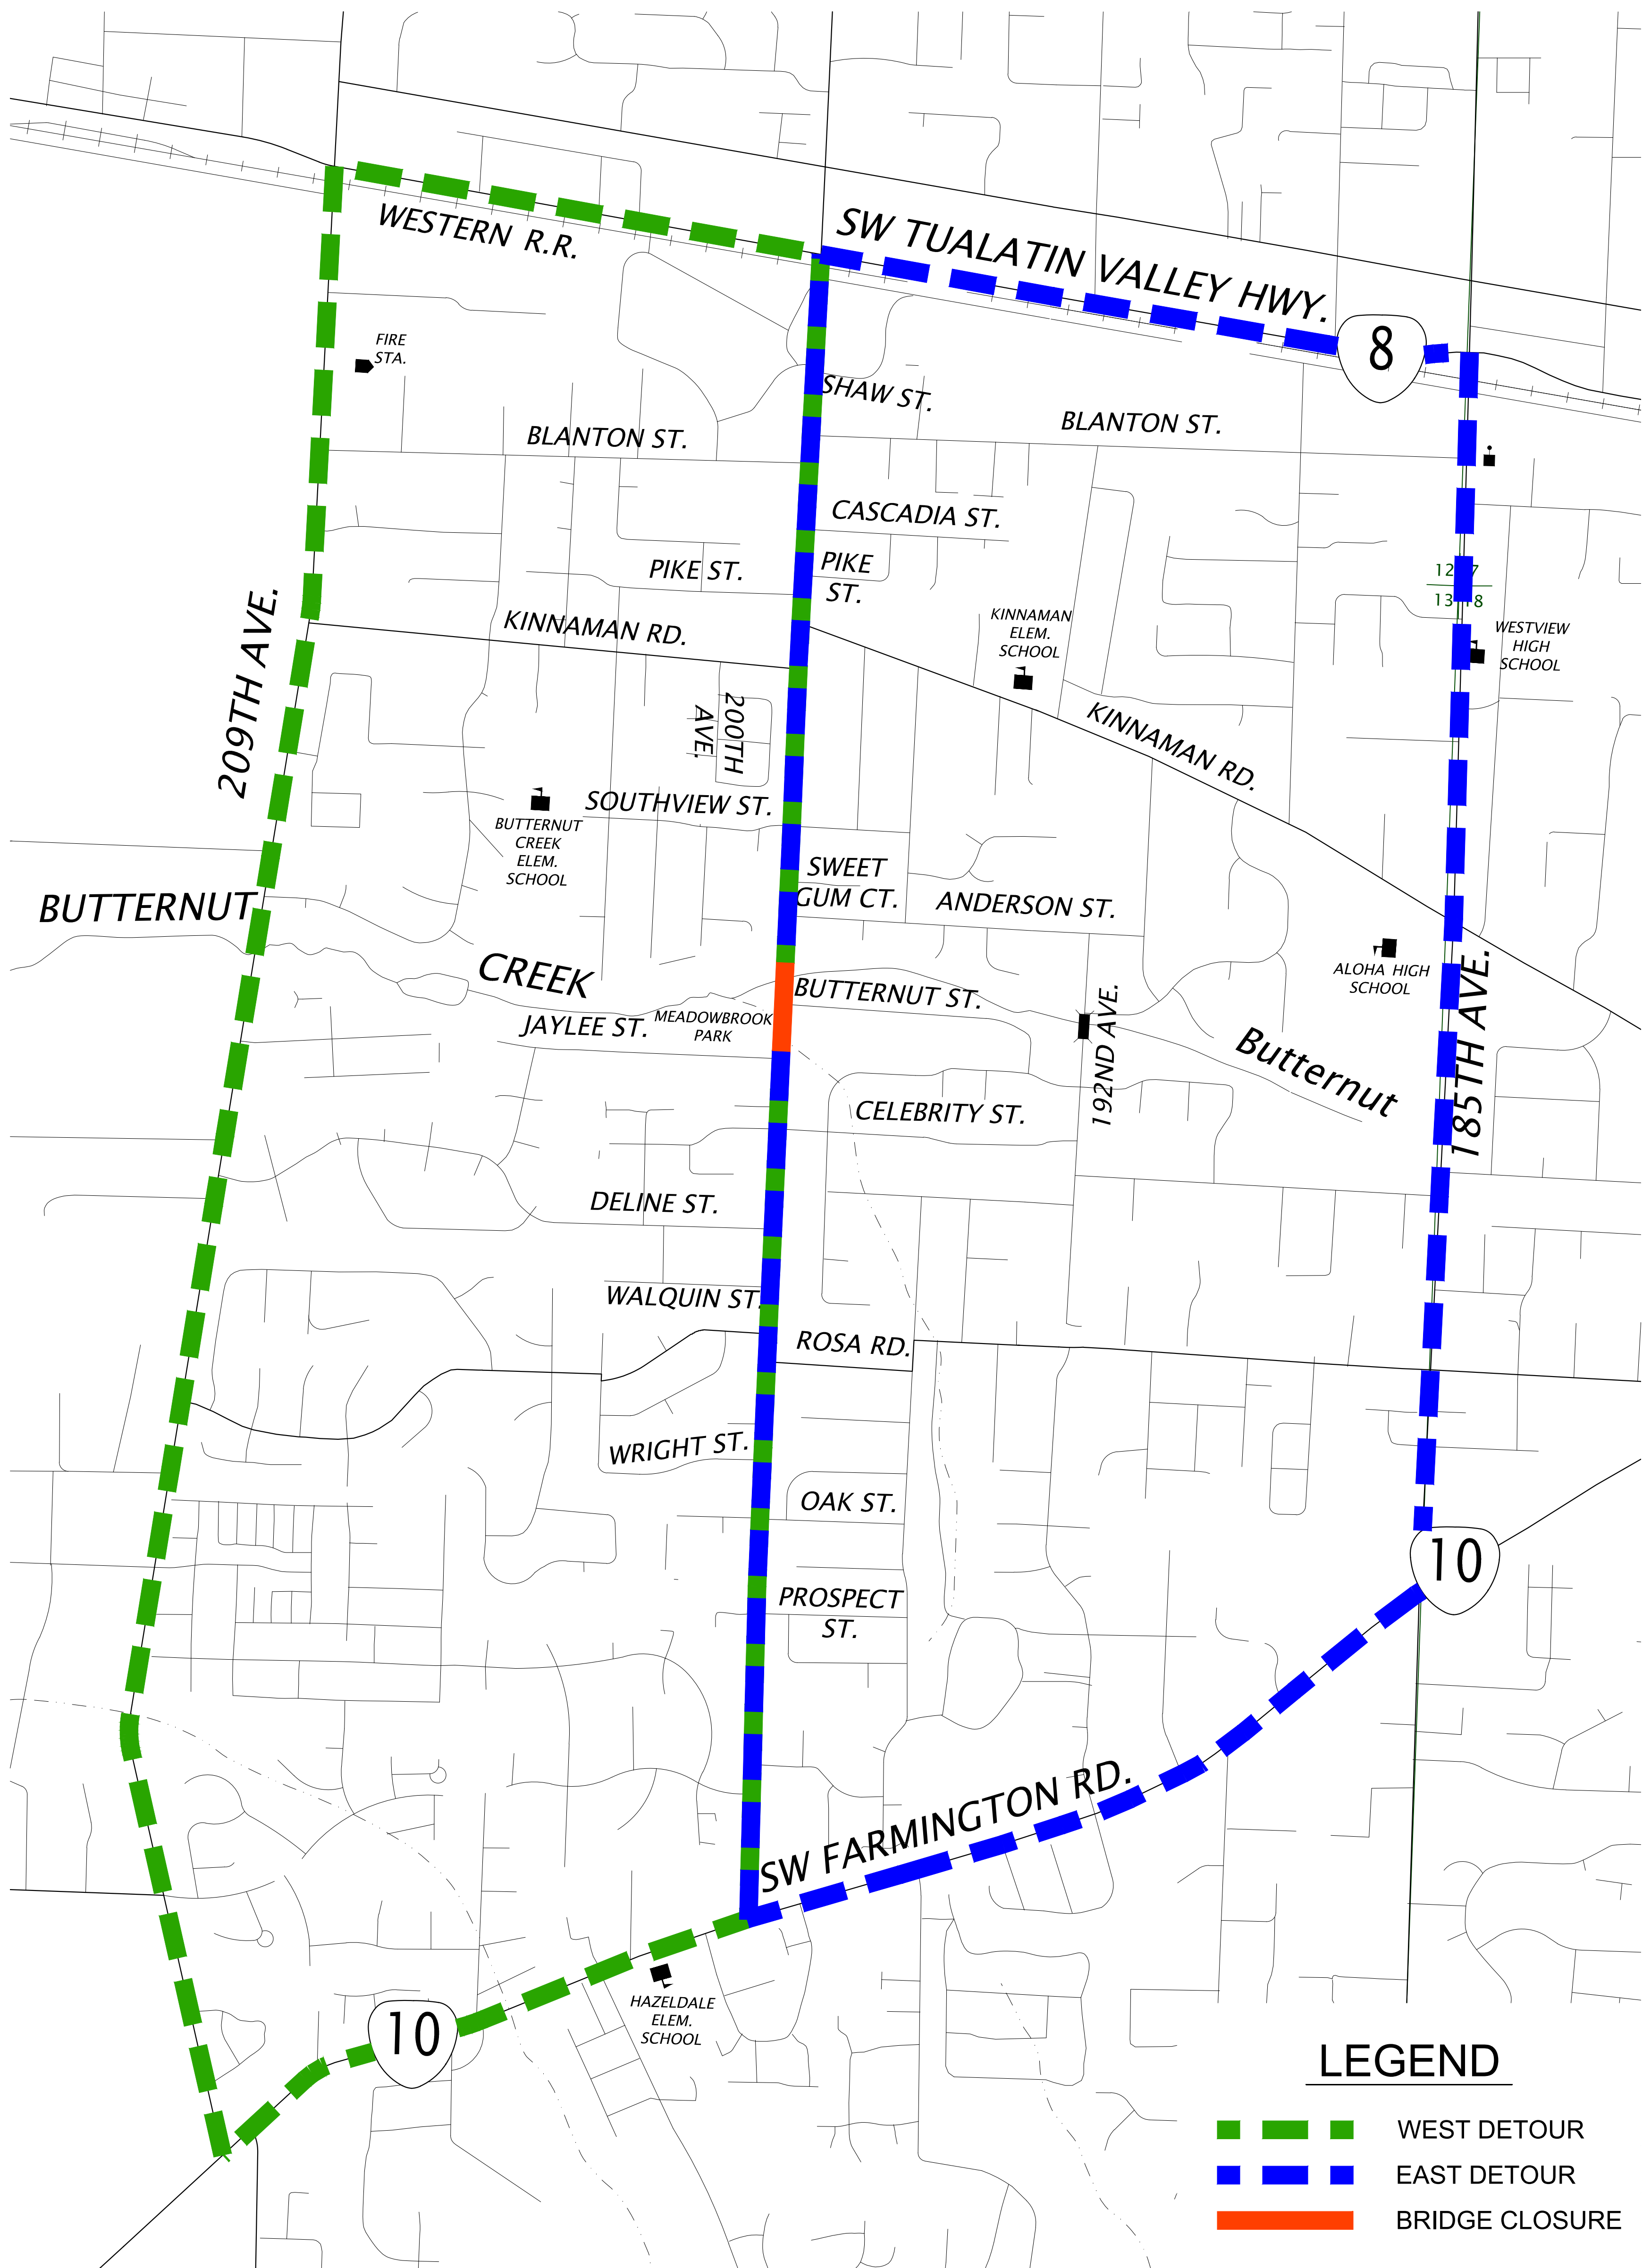 WESTERN R.R.
SW TUALATIN VALLEY HWY.
8
FIRE
STA.
SHAW ST.
BLANTON ST.
BLANTON ST.
CASCADIA ST.
PIKE ST.
PIKE
ST.
KINNAMAN RD.
KINNAMAN
ELEM.
SCHOOL
WESTVIEW
HIGH
SCHOOL
209TH AVE.
200TH
AVE.
KINNAMAN RD.
SOUTHVIEW ST.
BUTTERNUT
CREEK
ELEM.
SCHOOL
SWEET
GUM CT.
ANDERSON ST.
BUTTERNUT
CREEK
ALOHA HIGH
SCHOOL
BUTTERNUT ST.
JAYLEE ST.
MEADOWBROOK
PARK
192ND AVE.
Butternut
185TH AVE.
CELEBRITY ST.
DELINE ST.
WALQUIN ST.
ROSA RD.
WRIGHT ST.
OAK ST.
10
PROSPECT
ST.
SW FARMINGTON RD.
10
HAZELDALE
ELEM.
SCHOOL
LEGEND
WEST DETOUR
EAST DETOUR
BRIDGE CLOSURE